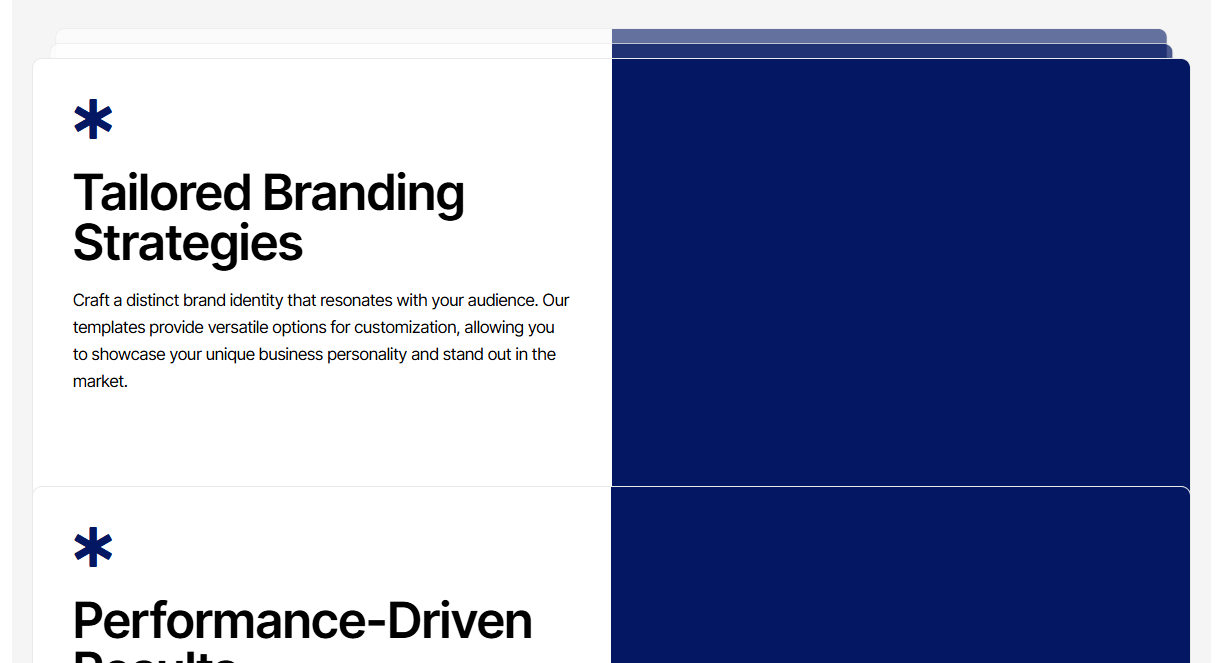 Tailored Branding
Strategies
Craft a distinct brand identity that resonates with your audience. Our
templates provide versatile options for customization, allowing you
to showcase your unique business personality and stand out in the
market.
Performance-Driven
Results